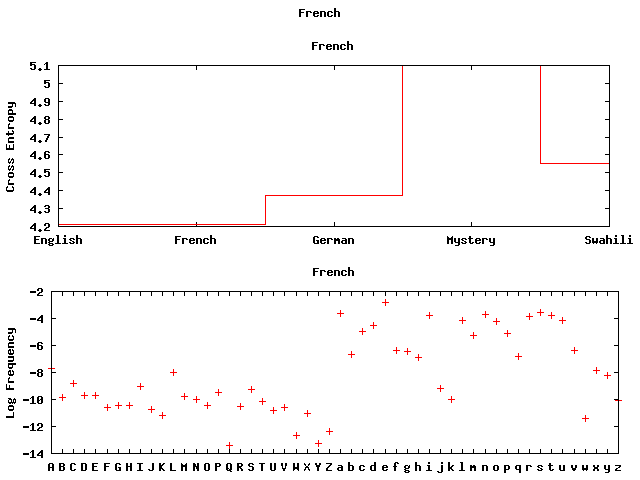 French
French
5.1
5
4.9
4.8
4.7
4.6
4.5
4.4
4.3
4.2
Cross Entropy
English French German Mystery Swahili
French
-2
-4
-6
-8
-10
-12
-14
Log Frequency
A B C D E F G H I J K L M N O P Q R S T U V W X Y Z a b c d e f g h i j k l m n o p q r s t u v w x y z